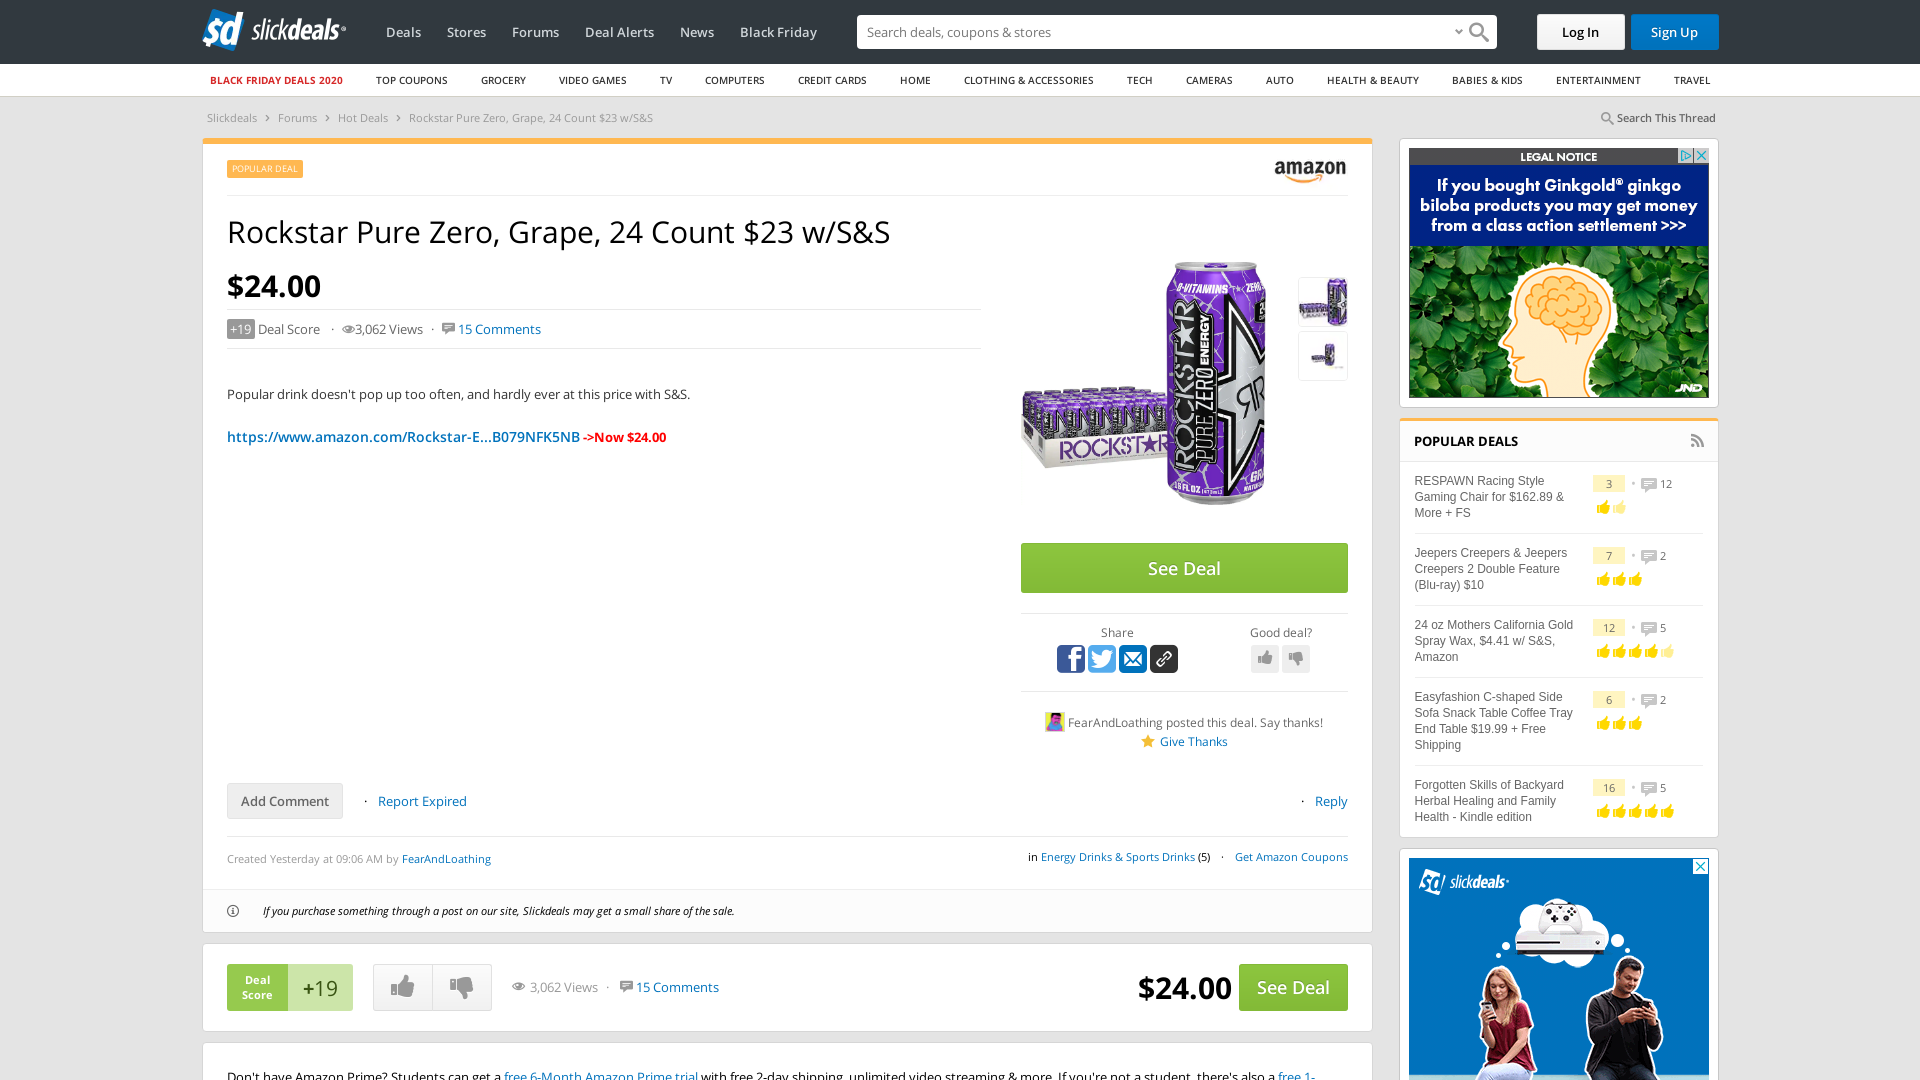 slickdeals
Deals
Stores
Forums
Deal Alerts
News
Black Friday
Search deals, coupons & stores
Log In
Sign Up
BLACK FRIDAY DEALS 2020
TOP COUPONS
GROCERY
VIDEO GAMES
TV
COMPUTERS
CREDIT CARDS
HOME
CLOTHING & ACCESSORIES
TECH
CAMERAS
AUTO
HEALTH & BEAUTY
BABIES & KIDS
ENTERTAINMENT
TRAVEL
Slickdeals › Forums › Hot Deals › Rockstar Pure Zero, Grape, 24 Count $23 w/S&S
Search This Thread
POPULAR DEAL
amazon
Rockstar Pure Zero, Grape, 24 Count $23 w/S&S
$24.00
+19 Deal Score · 3,062 Views · 15 Comments
Popular drink doesn't pop up too often, and hardly ever at this price with S&S.
https://www.amazon.com/Rockstar-E...B079NFK5NB ->Now $24.00
B-VITAMINS
ZERO
ROCKSTAR
PURE ZERO
ENERGY
16 FL OZ
ROCKSTAR
See Deal
Share
Good deal?
FearAndLoathing posted this deal. Say thanks!
Give Thanks
Add Comment
· Report Expired
· Reply
Created Yesterday at 09:06 AM by FearAndLoathing
in Energy Drinks & Sports Drinks (5) · Get Amazon Coupons
If you purchase something through a post on our site, Slickdeals may get a small share of the sale.
Deal
Score
+19
3,062 Views · 15 Comments
$24.00
See Deal
Don't have Amazon Prime? Students can get a free 6-Month Amazon Prime trial with free 2-day shipping, unlimited video streaming & more. If you're not a student, there's also a free 1-
LEGAL NOTICE
If you bought Ginkgold® ginkgo
biloba products you may get money
from a class action settlement >>>
JND
POPULAR DEALS
RESPAWN Racing Style
Gaming Chair for $162.89 &
More + FS
3 • 12
Jeepers Creepers & Jeepers
Creepers 2 Double Feature
(Blu-ray) $10
7 • 2
24 oz Mothers California Gold
Spray Wax, $4.41 w/ S&S,
Amazon
12 • 5
Easyfashion C-shaped Side
Sofa Snack Table Coffee Tray
End Table $19.99 + Free
Shipping
6 • 2
Forgotten Skills of Backyard
Herbal Healing and Family
Health - Kindle edition
16 • 5
slickdeals